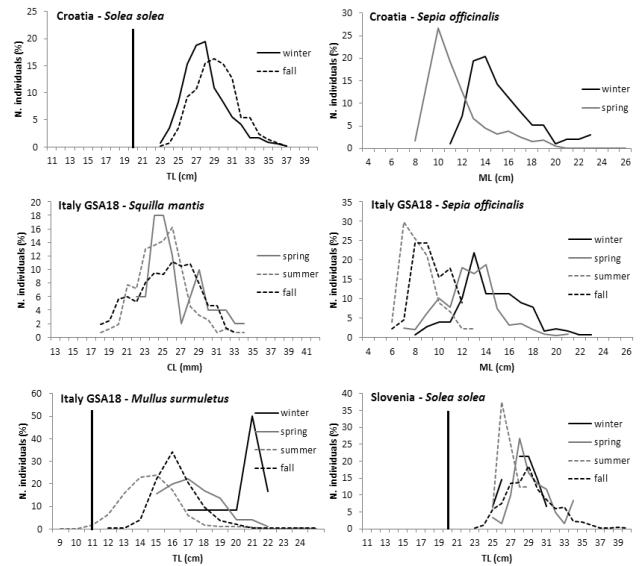 Croatia - Solea solea
N. individuals (%)
25
20
15
10
5
0
11 13 15 17 19 21 23 25 27 29 31 33 35 37 39
TL (cm)
winter
fall
Croatia - Sepia officinalis
N. individuals (%)
30
25
20
15
10
5
0
4 6 8 10 12 14 16 18 20 22 24 26
ML (cm)
winter
spring
Italy GSA18 - Squilla mantis
N. individuals (%)
20
18
16
14
12
10
8
6
4
2
0
13 15 17 19 21 23 25 27 29 31 33 35 37 39 41
CL (mm)
spring
summer
fall
Italy GSA18 - Sepia officinalis
N. individuals (%)
35
30
25
20
15
10
5
0
4 6 8 10 12 14 16 18 20 22 24 26
ML (cm)
winter
spring
summer
fall
Italy GSA18 - Mullus surmuletus
N. individuals (%)
60
50
40
30
20
10
0
9 10 11 12 13 14 15 16 17 18 19 20 21 22 24
TL (cm)
winter
spring
summer
fall
Slovenia - Solea solea
N. individuals (%)
40
35
30
25
20
15
10
5
0
11 10 13 15 17 19 21 23 25 27 29 31 33 35 37 39
TL (cm)
winter
spring
summer
fall